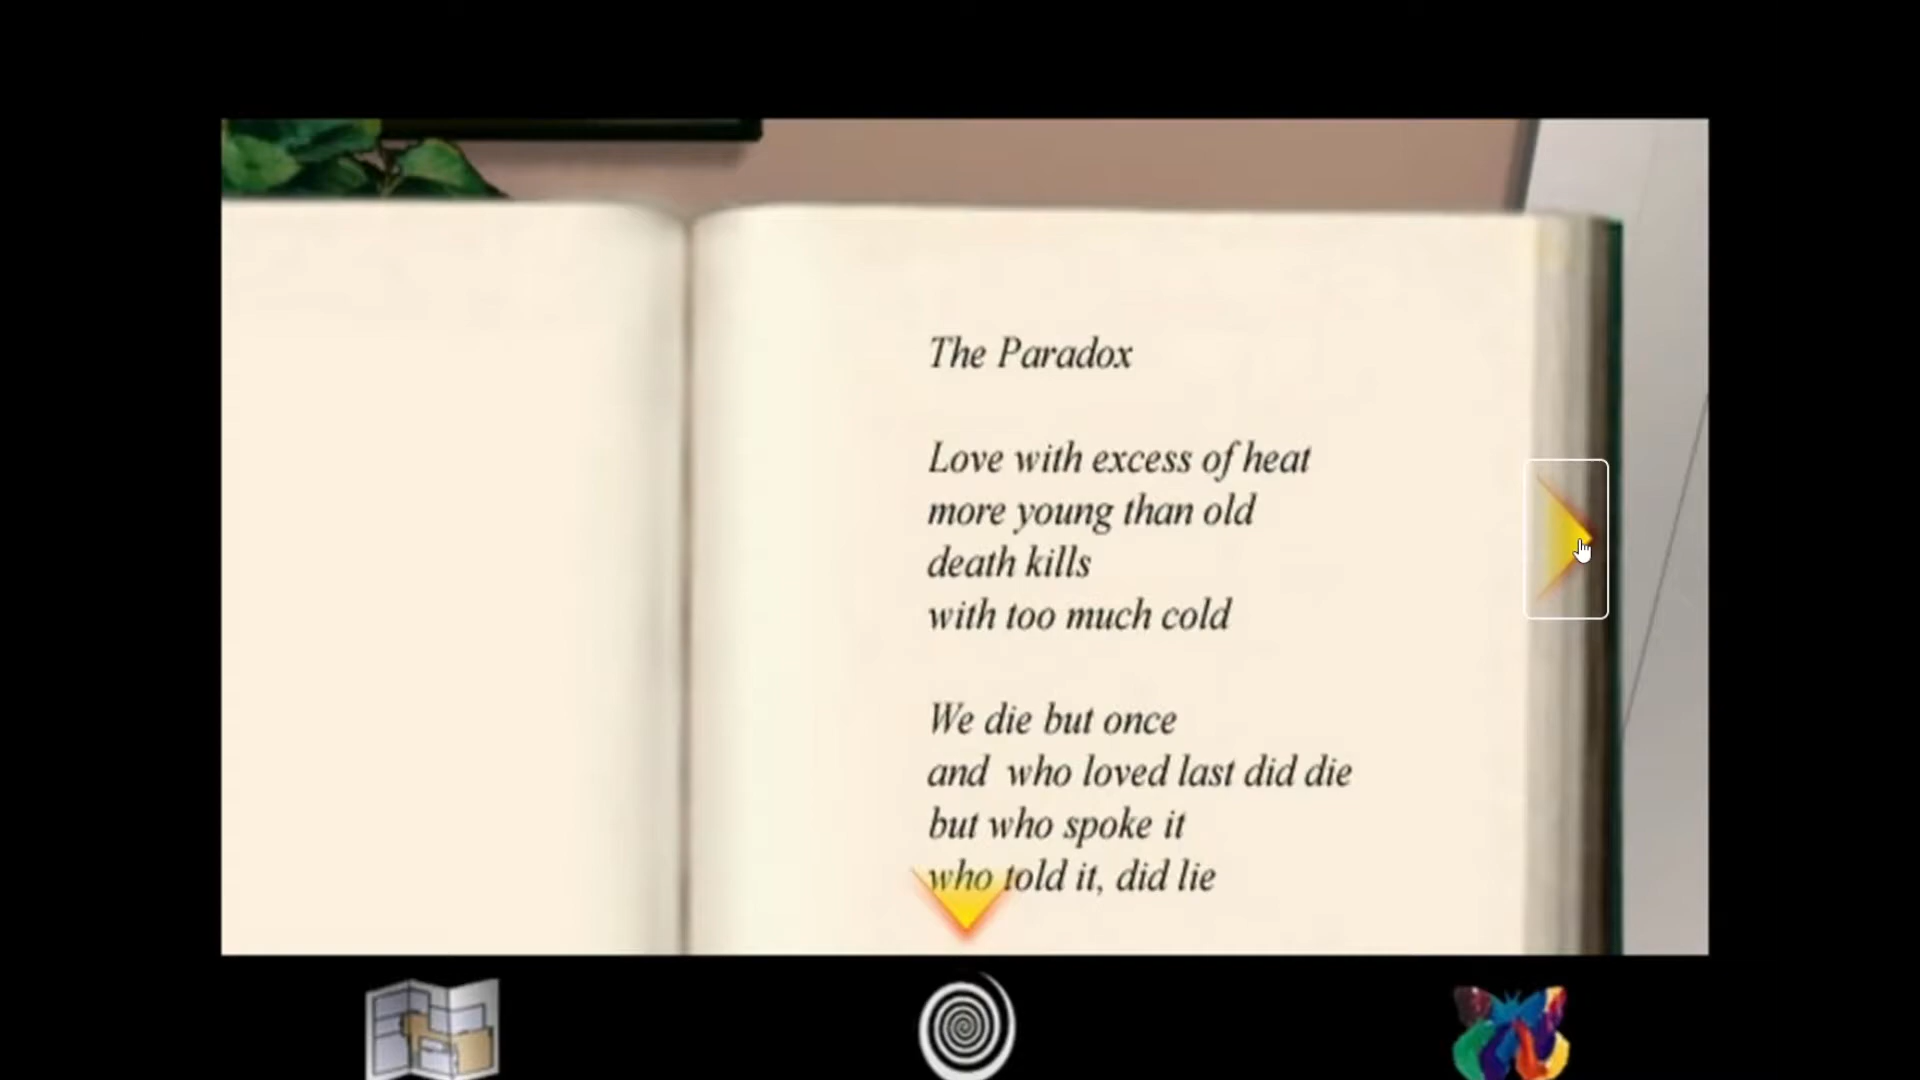 The Paradox
Love with excess of heat
more young than old
death kills
with too much cold
We die but once
and who loved last did die
but who spoke it
who told it, did lie